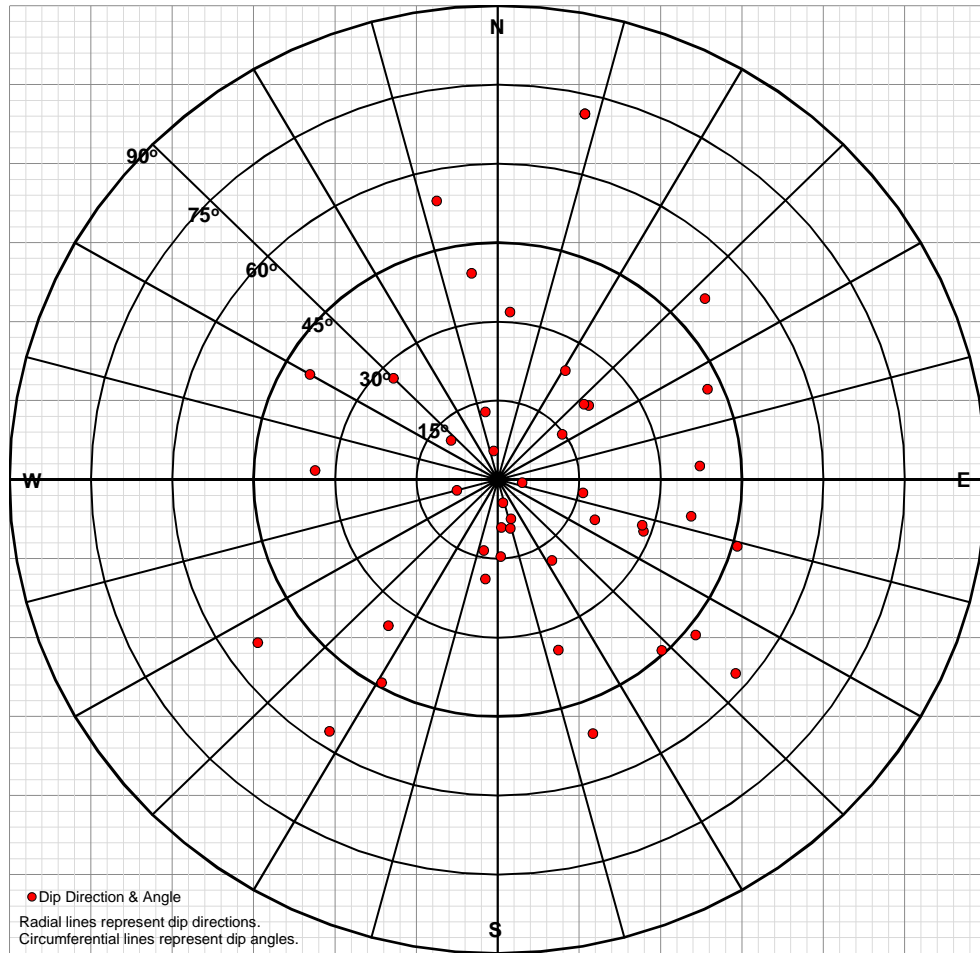 N
90°
75°
60°
45°
30°
15°
W
E
S
Dip Direction & Angle
Radial lines represent dip directions.
Circumferential lines represent dip angles.